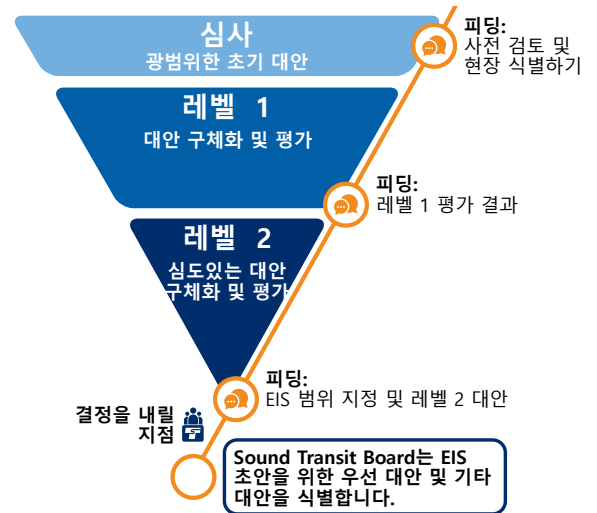 심사
광범위한 초기 대안
피딩:
사전 검토 및
현장 식별하기
레벨 1
대안 구체화 및 평가
피딩:
레벨 1 평가 결과
레벨 2
심도있는 대안
구체화 및 평가
피딩:
EIS 범위 지정 및 레벨 2 대안
결정을 내릴
지점
Sound Transit Board는 EIS
초안을 위한 우선 대안 및 기타
대안을 식별합니다.